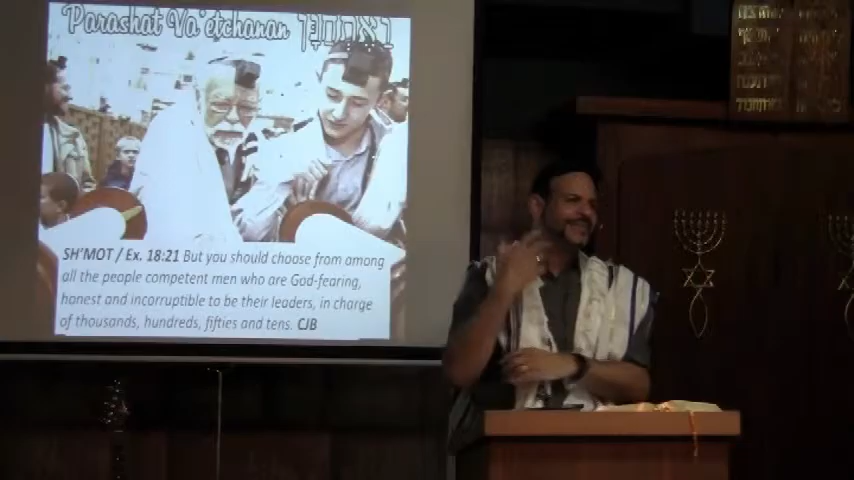 Parashat Va'etchanan ואתחנן
SH'MOT / Ex. 18:21 But you should choose from among
all the people competent men who are God-fearing,
honest and incorruptible to be their leaders, in charge
of thousands, hundreds, fifties and tens. CJB